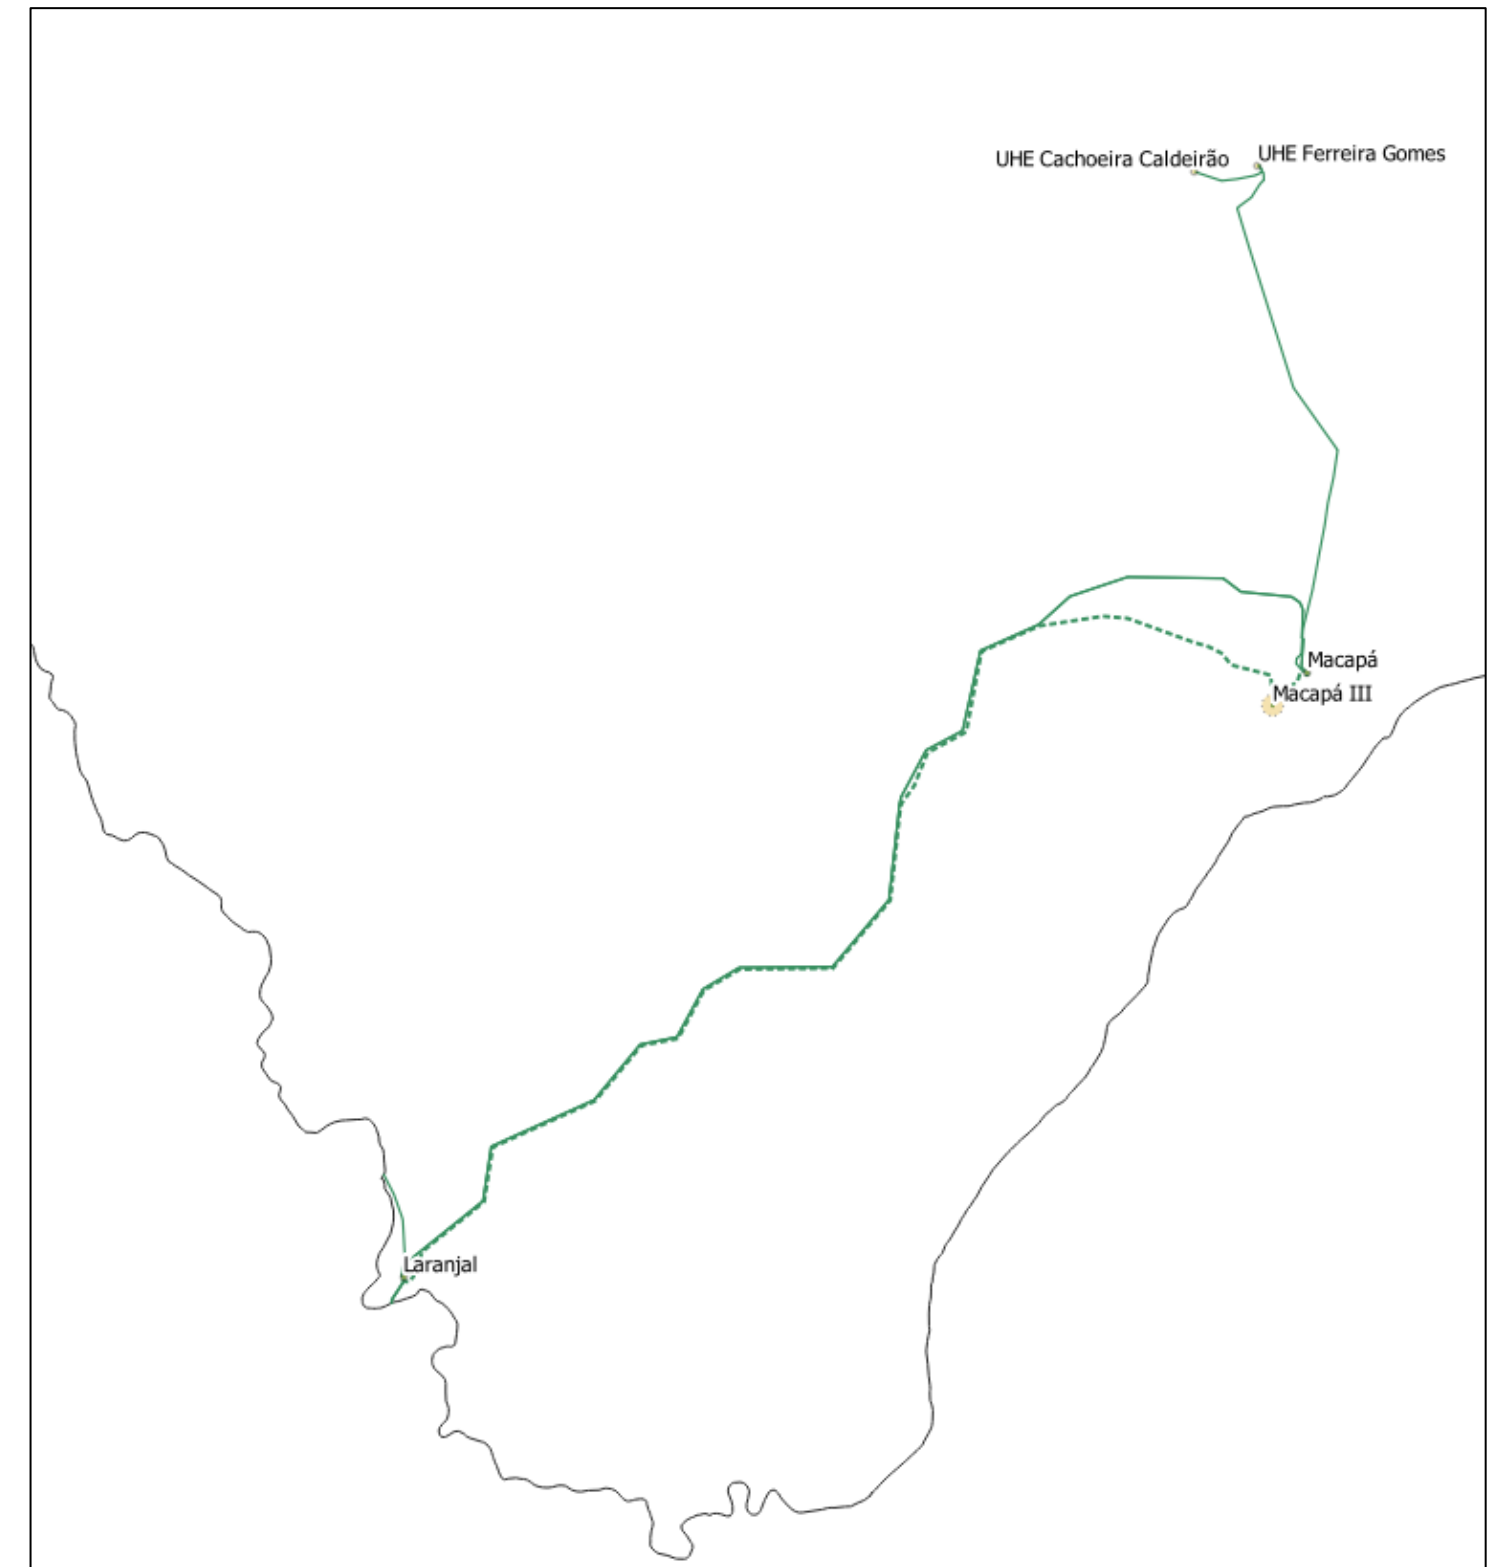 UHE Cachoeira Caldeirão
UHE Ferreira Gomes
Macapá
Macapá III
Laranjal